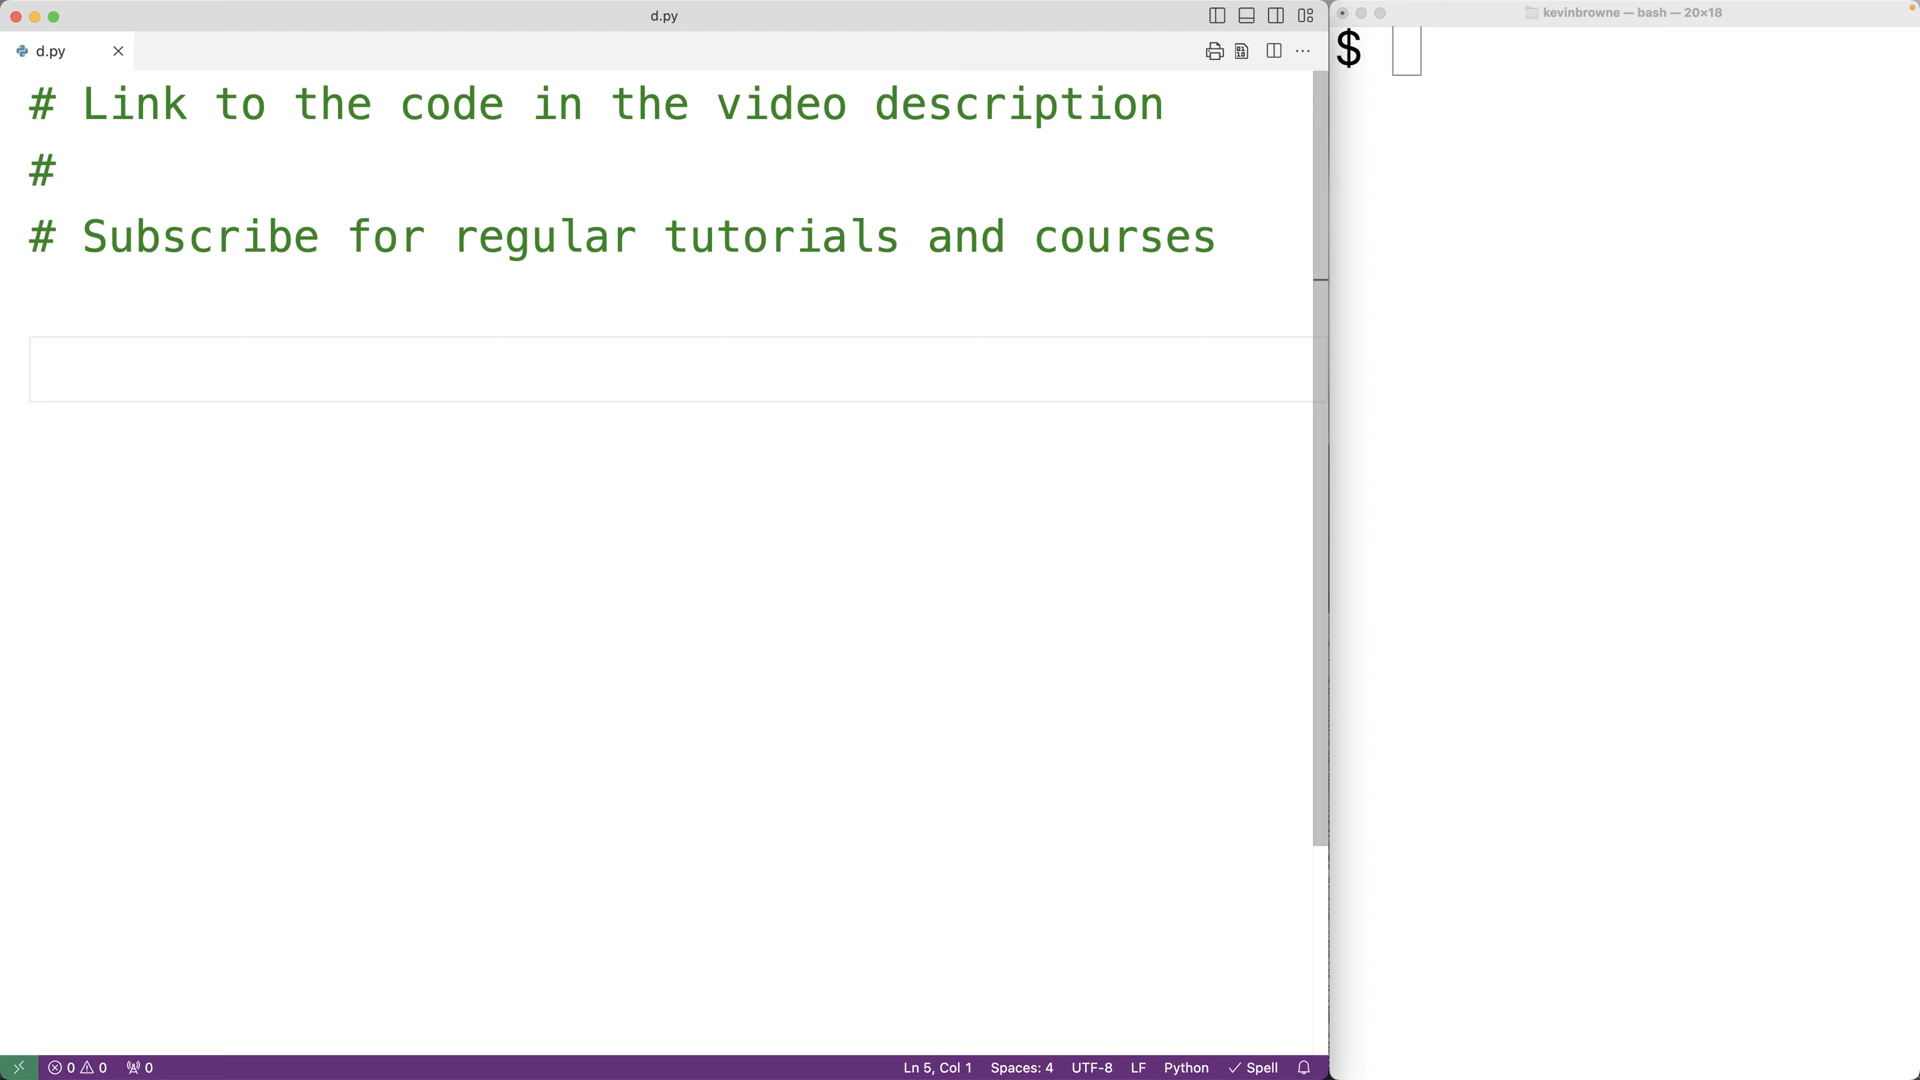 d.py
kevinbrowne — bash — 20×18
d.py
$
# Link to the code in the video description
#
# Subscribe for regular tutorials and courses
0 0 0
Ln 5, Col 1 Spaces: 4 UTF-8 LF Python Spell